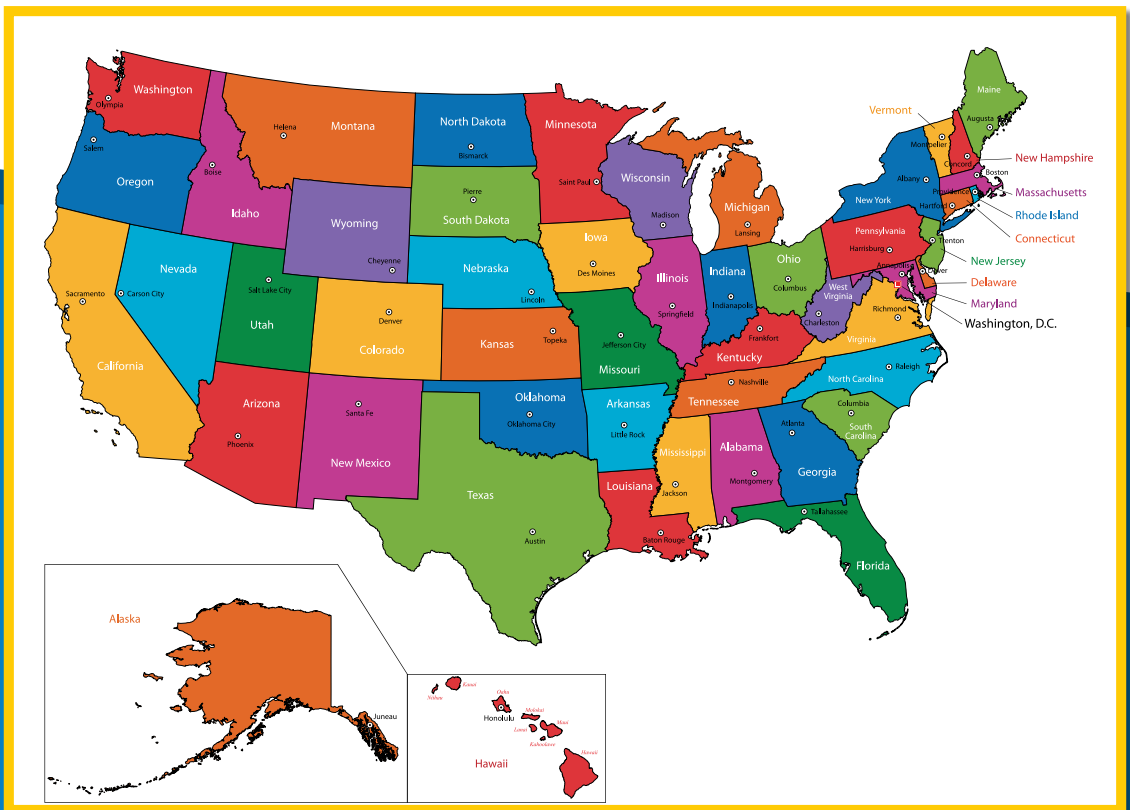 Washington
Olympia
Oregon
Salem
Idaho
Boise
Montana
Helena
North Dakota
Bismarck
Minnesota
Saint Paul
Wisconsin
Madison
Michigan
Lansing
Vermont
Montpelier
Maine
Augusta
Concord
New Hampshire
Boston
Massachusetts
Albany
New York
Providence
Rhode Island
Hartford
Connecticut
Pierre
South Dakota
Wyoming
Cheyenne
Nebraska
Lincoln
Iowa
Des Moines
Illinois
Springfield
Indiana
Indianapolis
Ohio
Columbus
Pennsylvania
Harrisburg
Trenton
New Jersey
Annapolis
Dover
Delaware
Maryland
Washington, D.C.
West
Virginia
Charleston
Richmond
Virginia
Nevada
Carson City
Sacramento
California
Salt Lake City
Utah
Denver
Colorado
Kansas
Topeka
Jefferson City
Missouri
Frankfort
Kentucky
Nashville
Tennessee
Raleigh
North Carolina
Columbia
South
Carolina
Arizona
Phoenix
Santa Fe
New Mexico
Oklahoma
Oklahoma City
Arkansas
Little Rock
Mississippi
Jackson
Alabama
Montgomery
Atlanta
Georgia
Texas
Austin
Louisiana
Baton Rouge
Tallahassee
Florida
Alaska
Juneau
Niihau
Kauai
Oahu
Honolulu
Molokai
Lanai
Maui
Kahoolawe
Hawaii
Hawaii